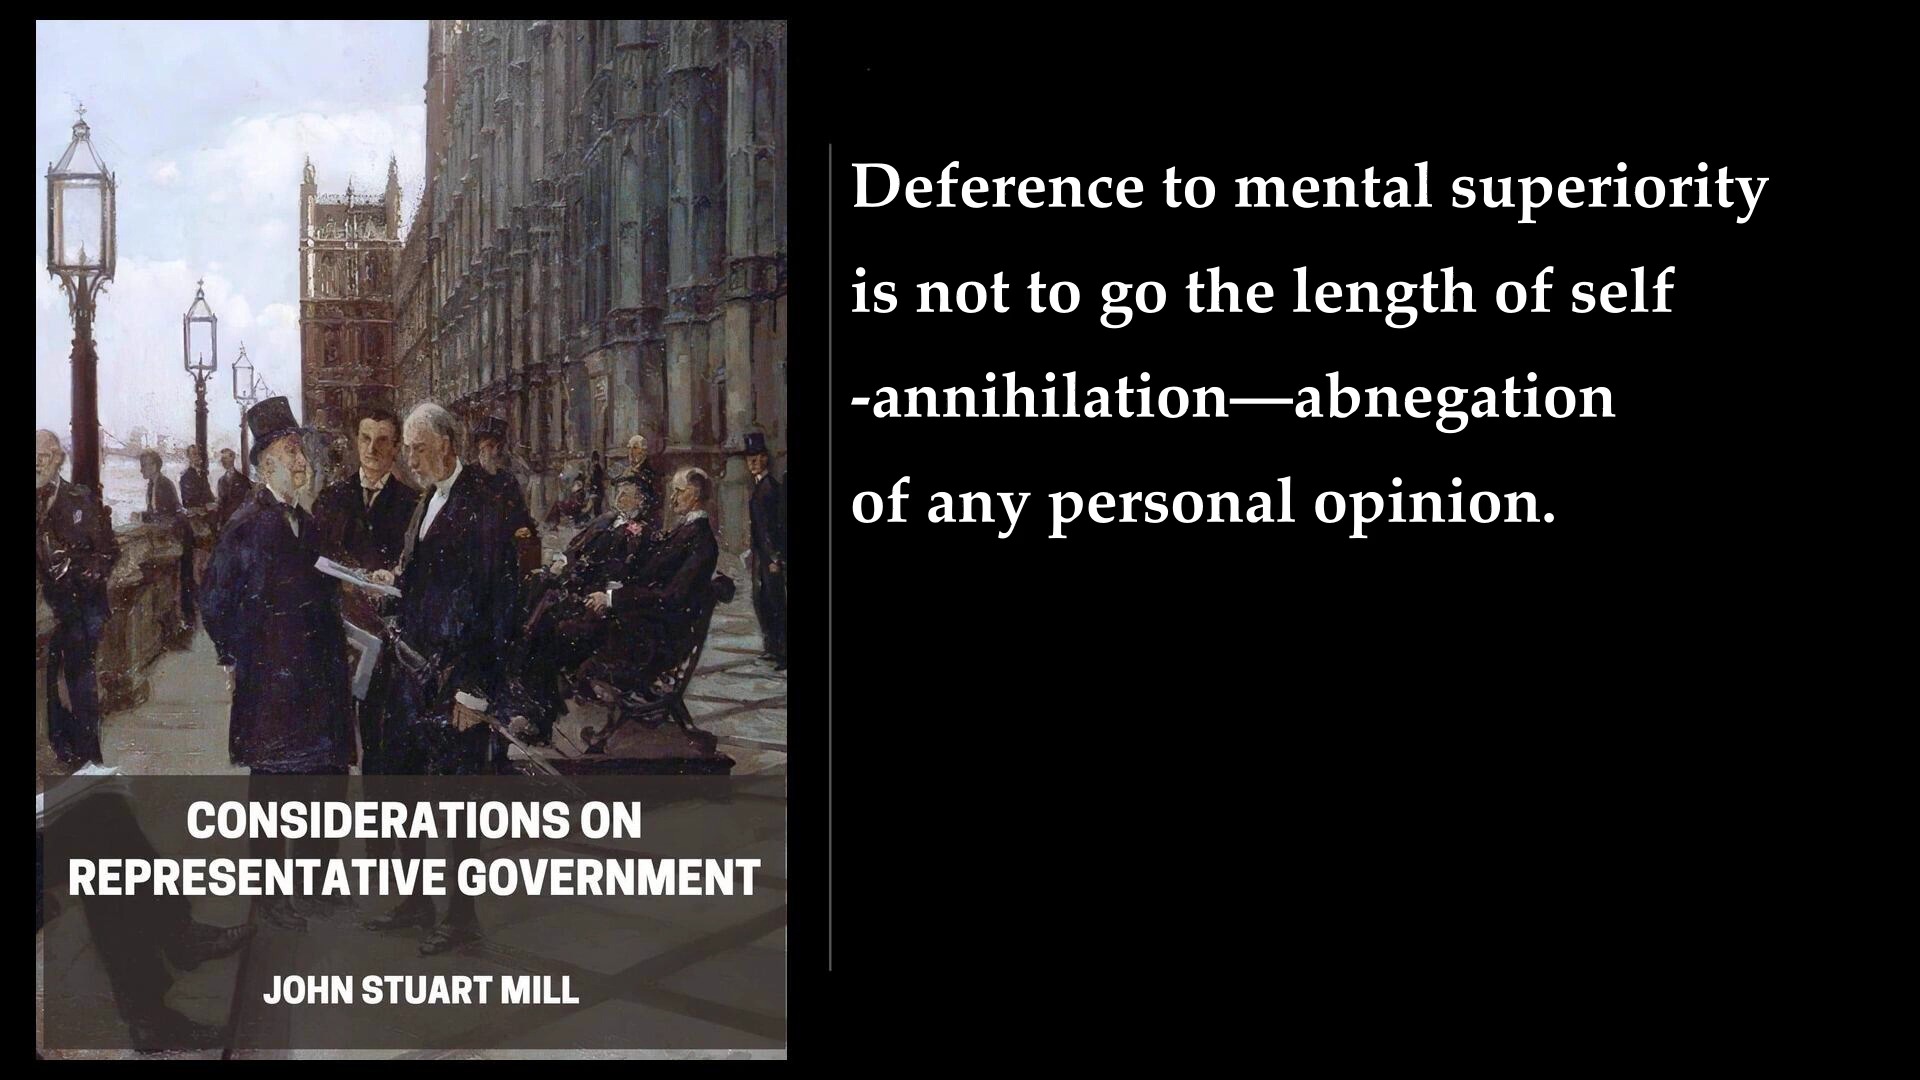 CONSIDERATIONS ON
REPRESENTATIVE GOVERNMENT
JOHN STUART MILL
Deference to mental superiority
is not to go the length of self
-annihilation—abnegation
of any personal opinion.